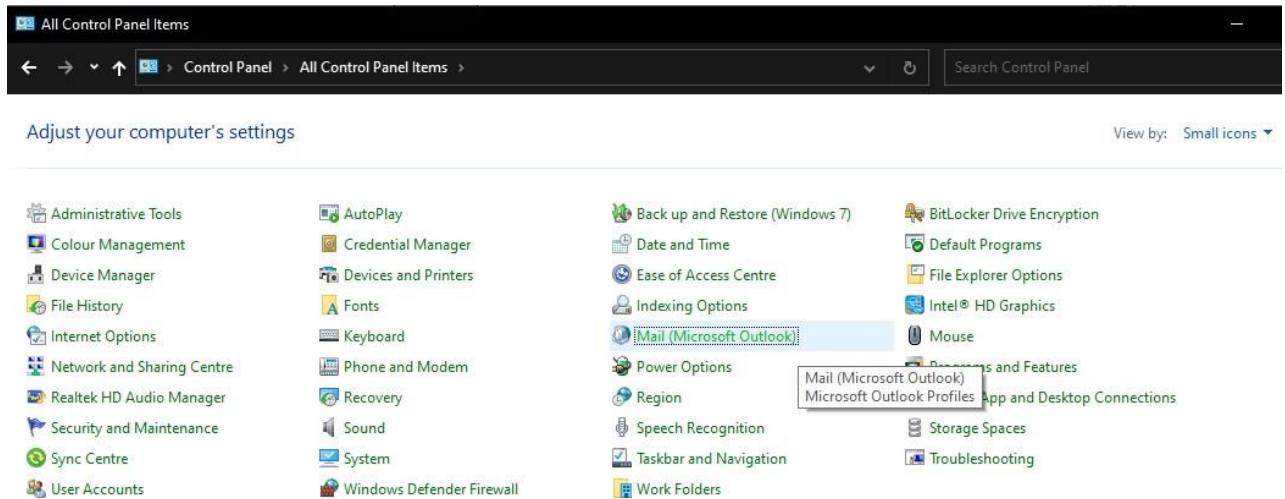 All Control Panel Items
Control Panel > All Control Panel Items >
Search Control Panel
Adjust your computer's settings
View by: Small icons
Administrative Tools
AutoPlay
Back up and Restore (Windows 7)
BitLocker Drive Encryption
Colour Management
Credential Manager
Date and Time
Default Programs
Device Manager
Devices and Printers
Ease of Access Centre
File Explorer Options
File History
Fonts
Indexing Options
Intel® HD Graphics
Internet Options
Keyboard
Mail (Microsoft Outlook)
Mouse
Network and Sharing Centre
Phone and Modem
Power Options
Mail (Microsoft Outlook)
Microsoft Outlook Profiles
and Features
Realtek HD Audio Manager
Recovery
Region
App and Desktop Connections
Security and Maintenance
Sound
Speech Recognition
Storage Spaces
Sync Centre
System
Taskbar and Navigation
Troubleshooting
User Accounts
Windows Defender Firewall
Work Folders